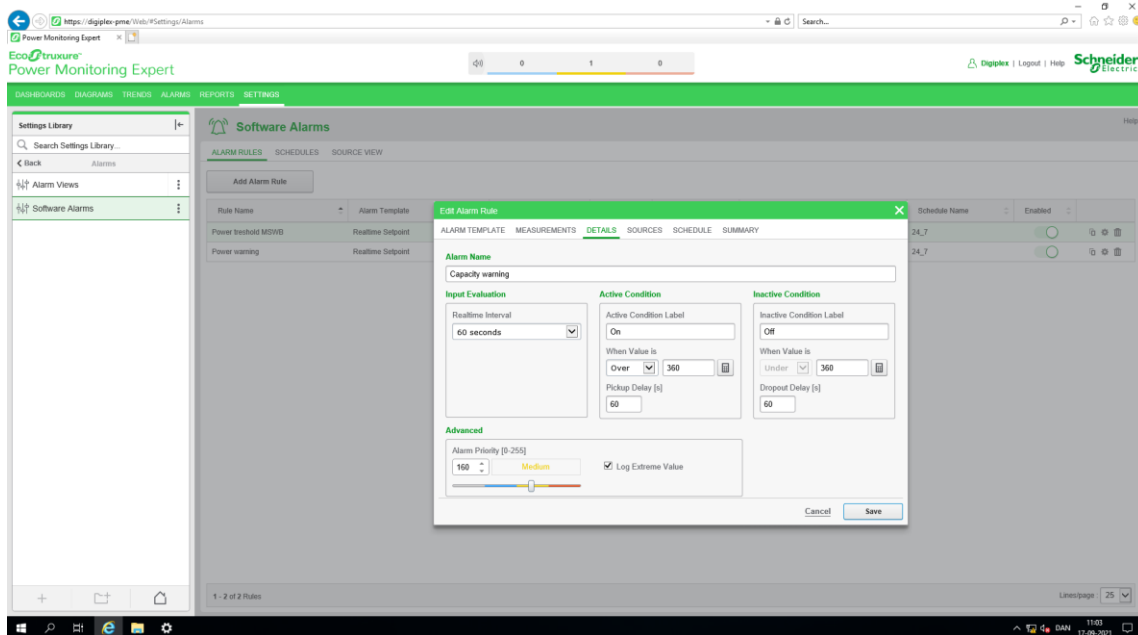 https://digiplex-pme/Web/#Settings/Alarms
Search...
Power Monitoring Expert
EcoStruxure™
Power Monitoring Expert
0 1 0
Digiplex | Logout | Help
Schneider Electric
DASHBOARDS DIAGRAMS TRENDS ALARMS REPORTS SETTINGS
Settings Library
Search Settings Library...
Back Alarms
Alarm Views
Software Alarms
Software Alarms
Help
ALARM RULES SCHEDULES SOURCE VIEW
Add Alarm Rule
Rule Name Alarm Template Schedule Name Enabled
Power treshold MSWB Realtime Setpoint 24_7
Power warning Realtime Setpoint 24_7
Edit Alarm Rule
ALARM TEMPLATE MEASUREMENTS DETAILS SOURCES SCHEDULE SUMMARY
Alarm Name
Capacity warning
Input Evaluation
Realtime Interval
60 seconds
Active Condition
Active Condition Label
On
When Value is
Over 360
Pickup Delay [s]
60
Inactive Condition
Inactive Condition Label
Off
When Value is
Under 360
Dropout Delay [s]
60
Advanced
Alarm Priority [0-255]
160 Medium
Log Extreme Value
Cancel Save
1 - 2 of 2 Rules
Lines/page: 25
DAN
11:03
17-09-2021